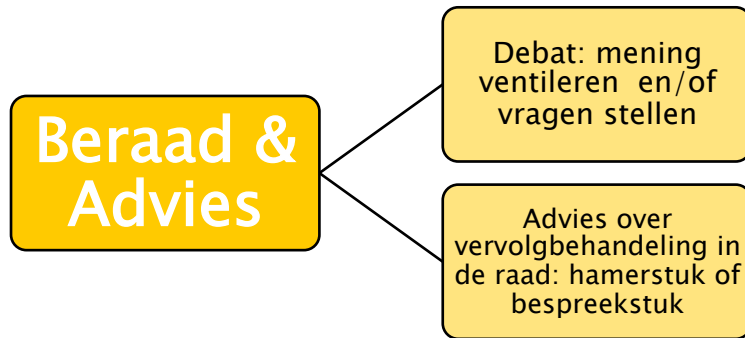 Beraad &
Advies
Debat: mening
ventileren en/of
vragen stellen
Advies over
vervolgbehandeling in
de raad: hamerstuk of
bespreekstuk